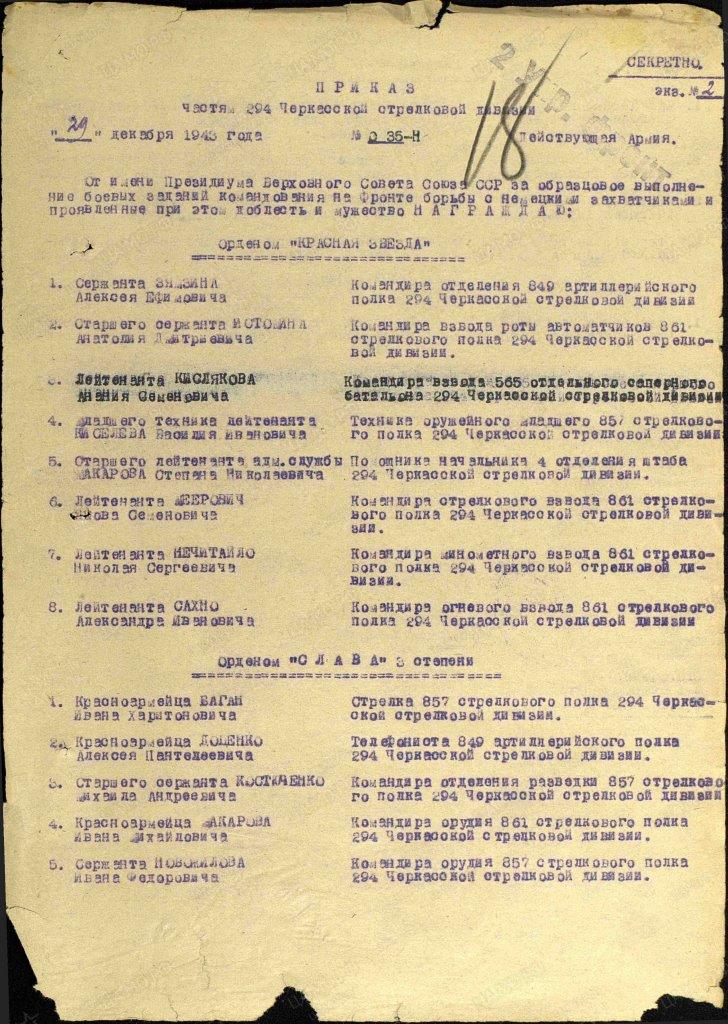 СЕКРЕТНО.
экз. № 2
2 УКР. ФРОНТ
18
ПРИКАЗ
частям 294 Черкасской стрелковой дивизии
"29" декабря 1943 года № 036-Н Действующая Армия.
От имени Президиума Верховного Совета Союза ССР за образцовое выполне-
ние боевых заданий командования на Фронте борьбы с немецкими захватчиками и
проявленные при этом доблесть и мужество НАГРАЖДАЮ:
Орденом "КРАСНАЯ ЗВЕЗДА"
1. Сержанта Командира отделения 849 артиллерийского
Алексея Ефимовича полка 294 Черкасской стрелковой дивизии
2. Старшего сержанта ИСТОМИНА Командира взвода роты автоматчиков 861
Анатолия Дмитриевича стрелкового полка 294 Черкасской стрелко-
вой дивизии.
3. Лейтенанта КИСЛЯКОВА Командира взвода 565 отдельного саперного
Анания Семеновича батальона 294 Черкасской стрелковой дивизии
4. Младшего техника лейтенанта Техника оружейного младшего 857 стрелково-
КИСЕЛЕВА Василия Ивановича го полка 294 Черкасской стрелковой дивизии
5. Старшего лейтенанта адм.службы Помощника начальника 4 отделения штаба
МАКАРОВА Степана Николаевича 294 Черкасской стрелковой дивизии.
6. Лейтенанта МЕЕРОВИЧ Командира стрелкового взвода 861 стрелко-
Якова Семеновича вого полка 294 Черкасской стрелковой диви-
зии.
7. Лейтенанта НЕЧИТАЙЛО Командира минометного взвода 861 стрелко-
Николая Сергеевича вого полка 294 Черкасской стрелковой ди-
визии.
8. Лейтенанта САХНО Командира огневого взвода 861 стрелкового
Александра Ивановича полка 294 Черкасской стрелковой дивизии
Орденом "СЛАВА" 3 степени
1. Красноармейца ВАГАН Стрелка 857 стрелкового полка 294 Черкас-
Ивана Харитоновича ской стрелковой дивизии.
2. Красноармейца ДОЦЕНКО Телефониста 849 артиллерийского полка
Алексея Пантелеевича 294 Черкасской стрелковой дивизии.
3. Старшего сержанта КОСТЮЧЕНКО Командира отделения разведки 857 стрелково-
Михаила Андреевича го полка 294 Черкасской стрелковой дивизии
4. Красноармейца МАКАРОВА Командира орудия 861 стрелкового полка
Ивана Михайловича 294 Черкасской стрелковой дивизии.
5. Сержанта НОВОЖИЛОВА Командира орудия 857 стрелкового полка
Ивана Федоровича 294 Черкасской стрелковой дивизии.